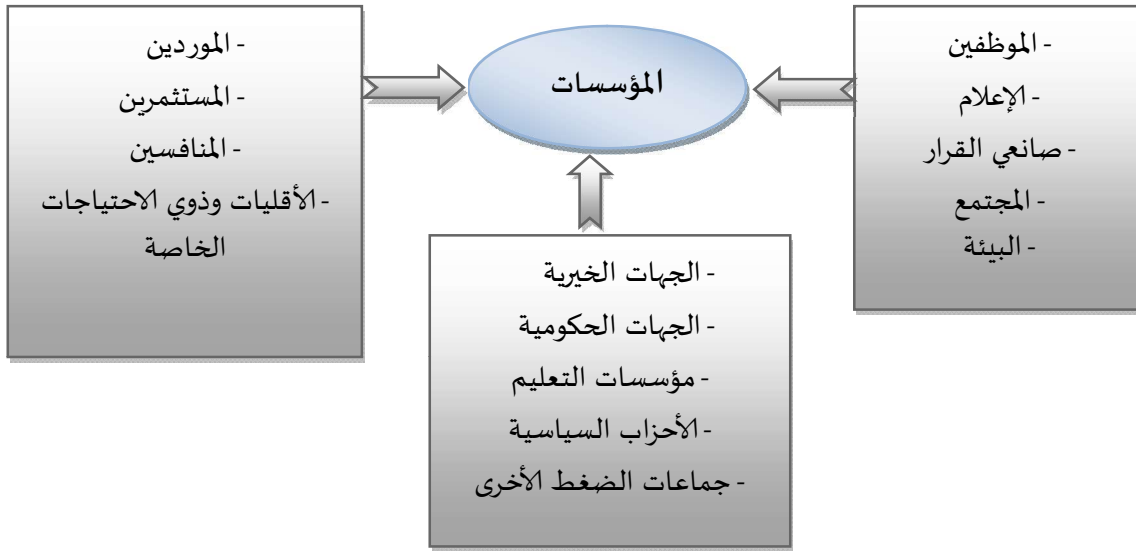 المؤسسات
- الموظفين
- الإعلام
- صانعي القرار
- المجتمع
- البيئة
- الموردين
- المستثمرين
- المنافسين
- الأقليات وذوي الاحتياجات
الخاصة
- الجهات الخيرية
- الجهات الحكومية
- مؤسسات التعليم
- الأحزاب السياسية
- جماعات الضغط الأخرى